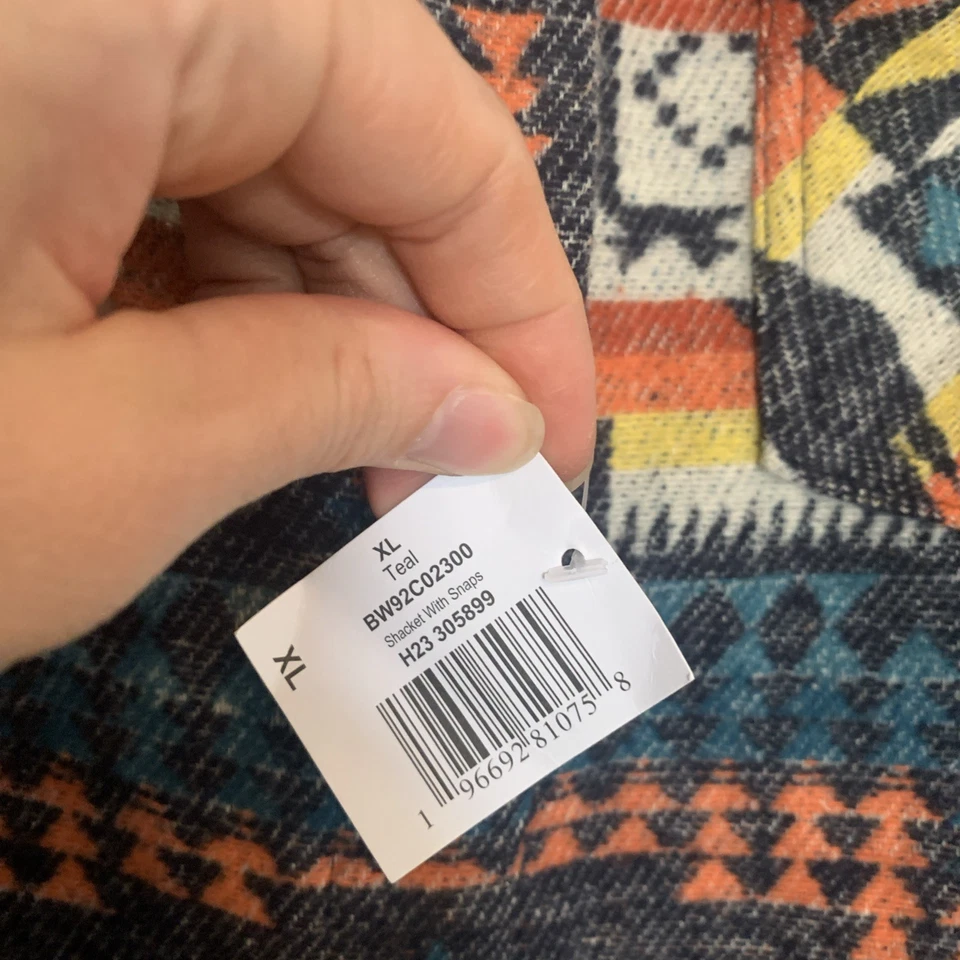 XL
Teal
BW92C02300
Shacket With Snaps
H23 305899
XL
1 96692 81075 8